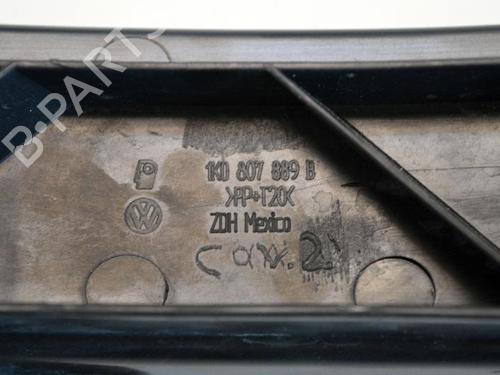 B-PARTS
1K0 807 889 B
>PP+T20<
ZDH Mexico